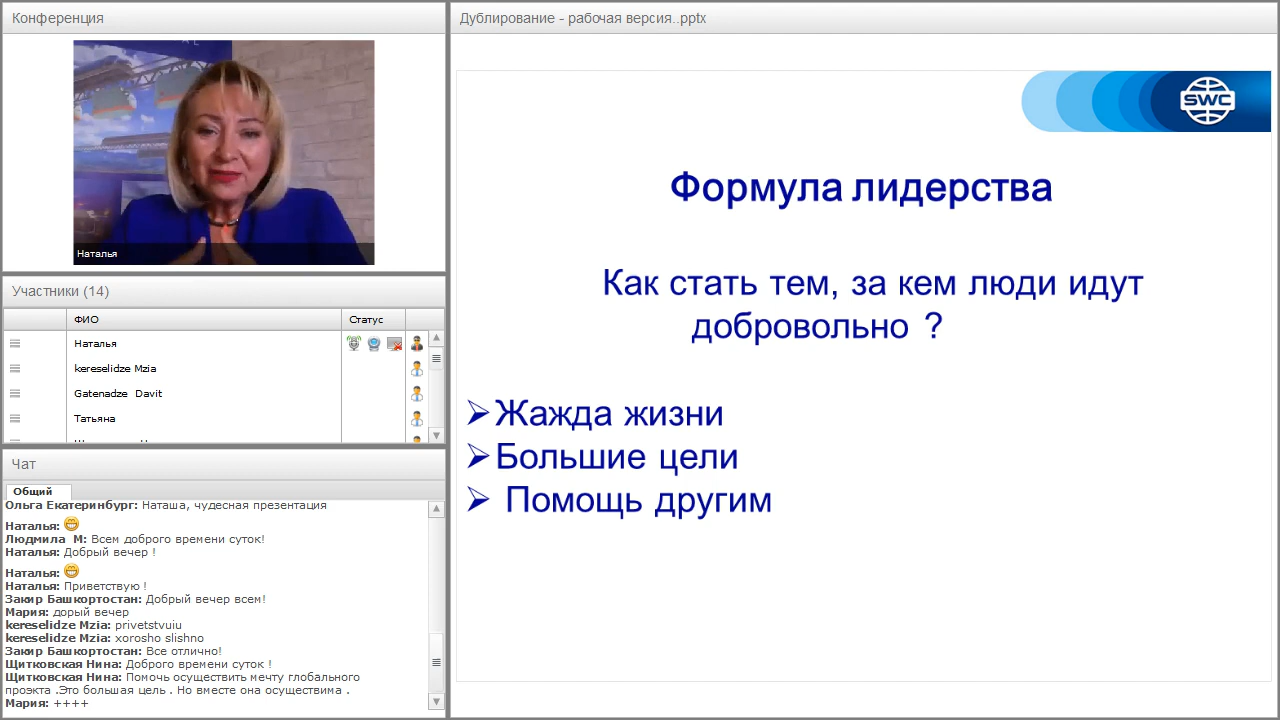 Конференция
Наталья
Участники (14)
ФИО Статус
Наталья
kereselidze Mzia
Gatenadze Davit
Татьяна
Чат
Общий
Ольга Екатеринбург: Наташа, чудесная презентация
Наталья:
Людмила М: Всем доброго времени суток!
Наталья: Добрый вечер !
Наталья:
Наталья: Приветствую !
Закир Башкортостан: Добрый вечер всем!
Мария: дорый вечер
kereselidze Mzia: privetstvuiu
kereselidze Mzia: xorosho slishno
Закир Башкортостан: Все отлично!
Щитковская Нина: Доброго времени суток !
Щитковская Нина: Помочь осуществить мечту глобального
проэкта .Это большая цель . Но вместе она осуществима .
Мария: ++++
Дублирование - рабочая версия..pptx
SWC
Формула лидерства
Как стать тем, за кем люди идут
добровольно ?
Жажда жизни
Большие цели
Помощь другим